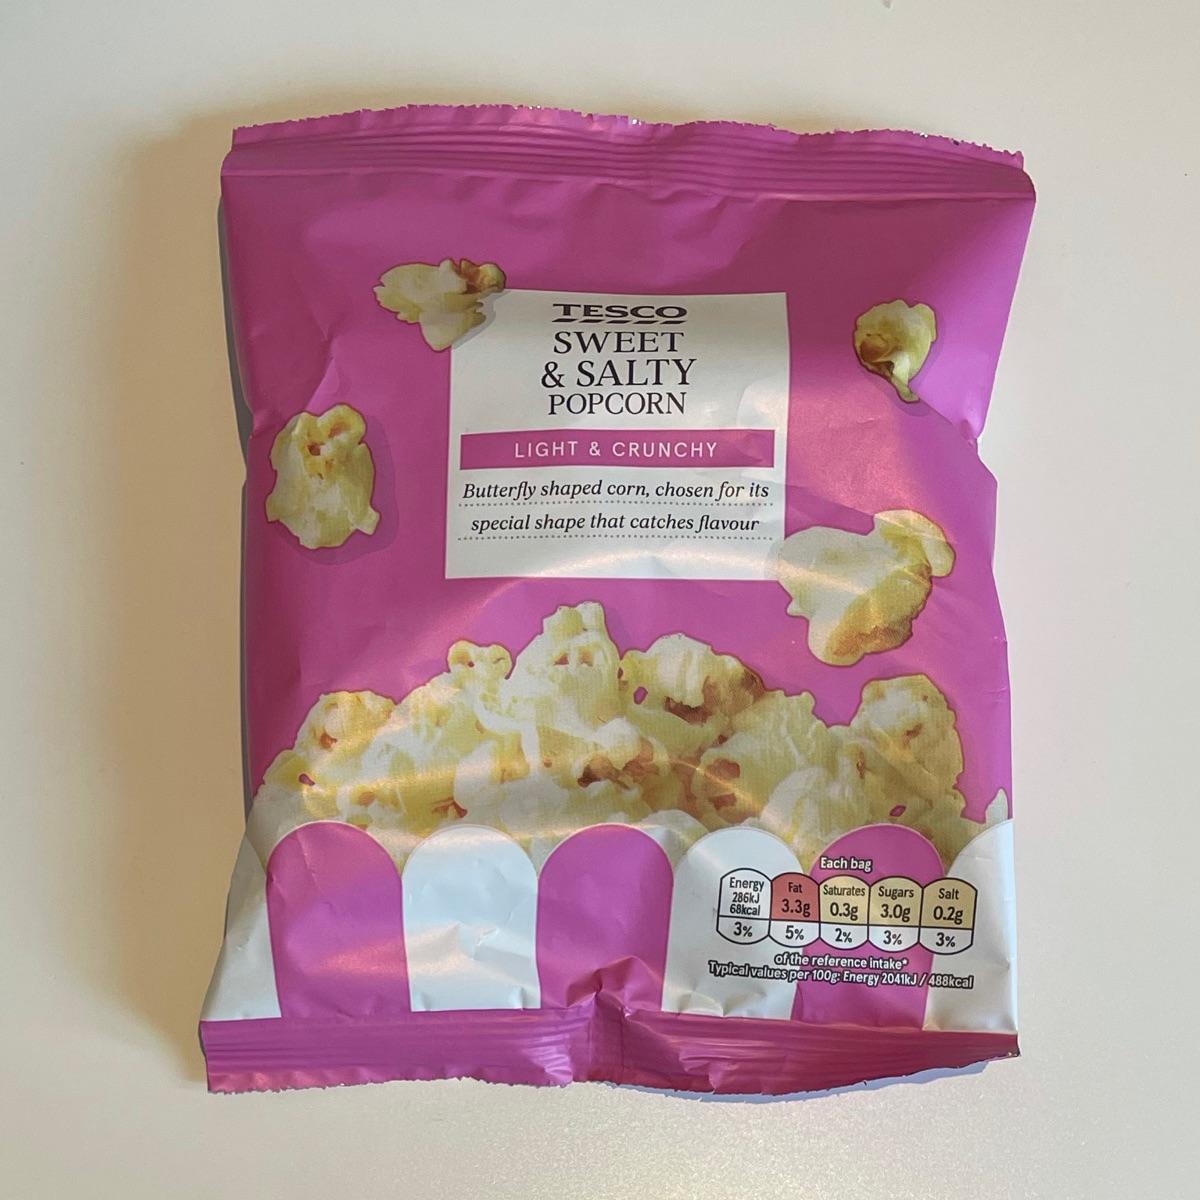 TESCO
SWEET
& SALTY
POPCORN
LIGHT & CRUNCHY
Butterfly shaped corn, chosen for its
special shape that catches flavour
Each bag
Energy 286kJ 68kcal 3%
Fat 3.3g 5%
Saturates 0.3g 2%
Sugars 3.0g 3%
Salt 0.2g 3%
of the reference intake*
Typical values per 100g: Energy 2041kJ / 488kcal